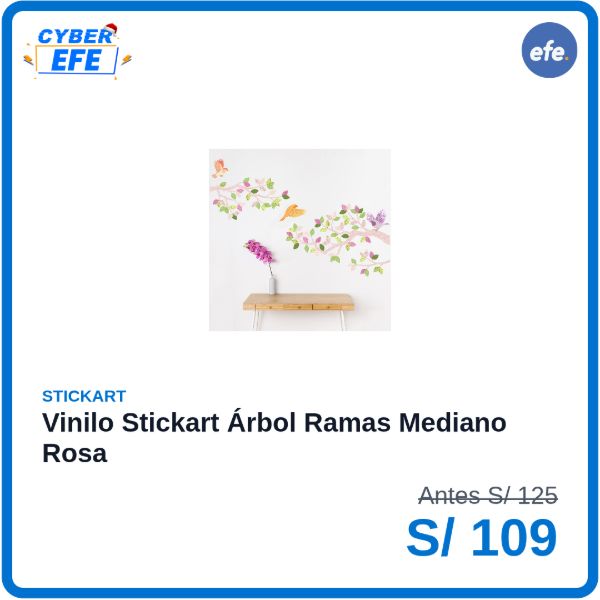 CYBER
EFE
efe.
STICKART
Vinilo Stickart Árbol Ramas Mediano
Rosa
Antes S/ 125
S/ 109